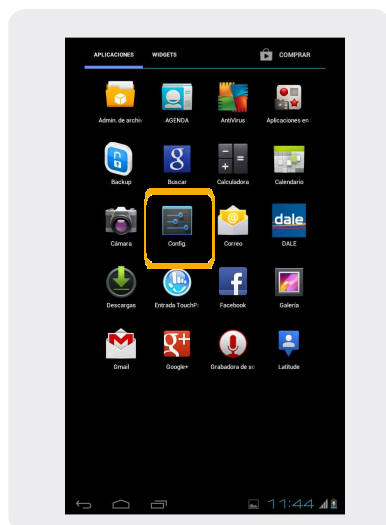 APLICACIONES WIDGETS COMPRAR
Admin. de archiv AGENDA AntiVirus Aplicaciones en
Backup Buscar Calculadora Calendario
dale
Cámara Config. Correo DALE
Descargas Entrada TouchPa Facebook Galería
Gmail Google+ Grabadora de so Latitude
11:44